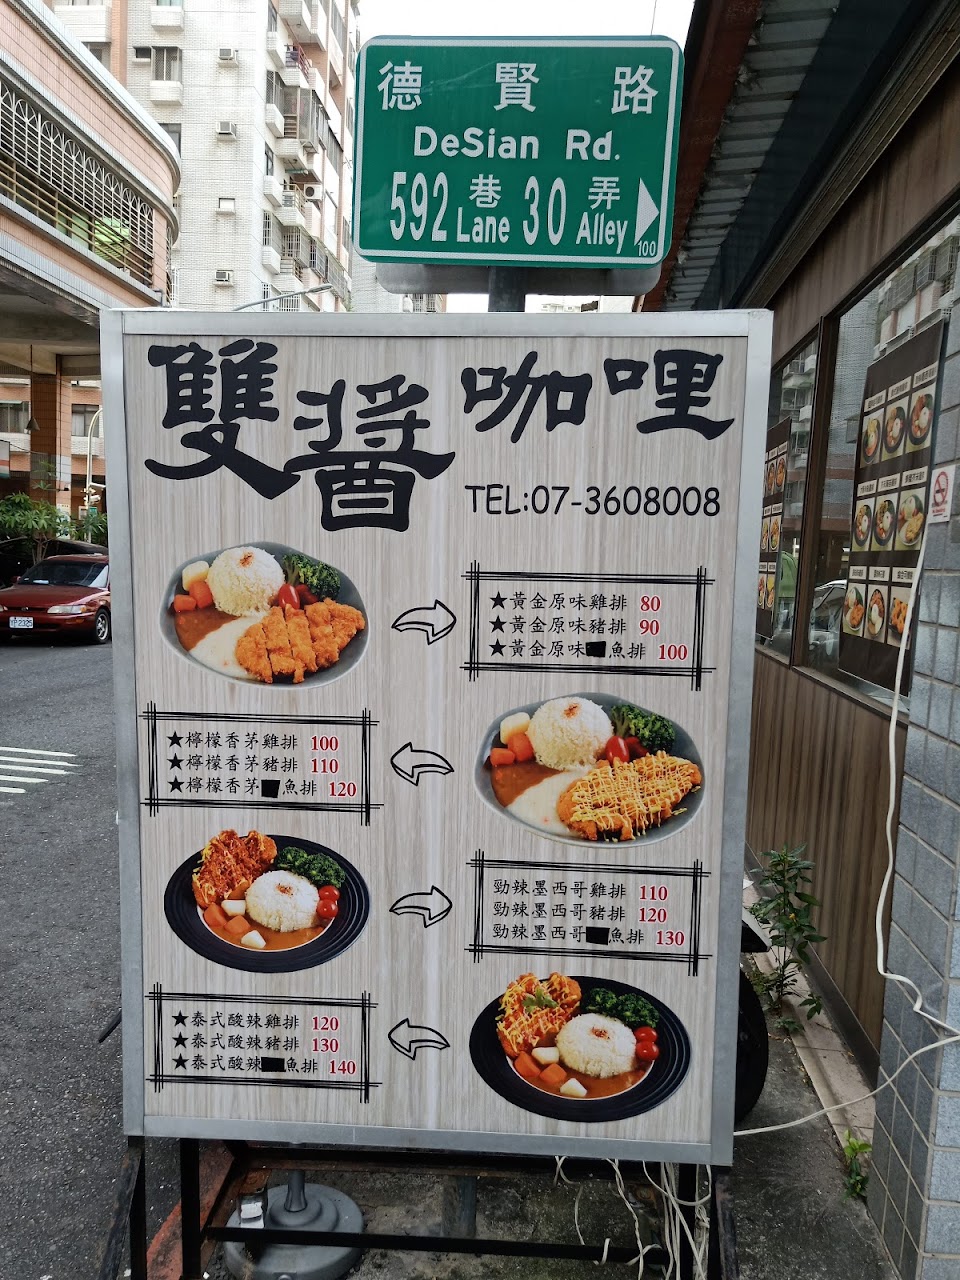 德賢路
DeSian Rd.
592巷 Lane 30弄 Alley
100
雙醬咖哩
TEL:07-3608008
★黃金原味雞排 80
★黃金原味豬排 90
★黃金原味魚排 100
★檸檬香茅雞排 100
★檸檬香茅豬排 110
★檸檬香茅魚排 120
勁辣墨西哥雞排 110
勁辣墨西哥豬排 120
勁辣墨西哥魚排 130
★泰式酸辣雞排 120
★泰式酸辣豬排 130
★泰式酸辣魚排 140